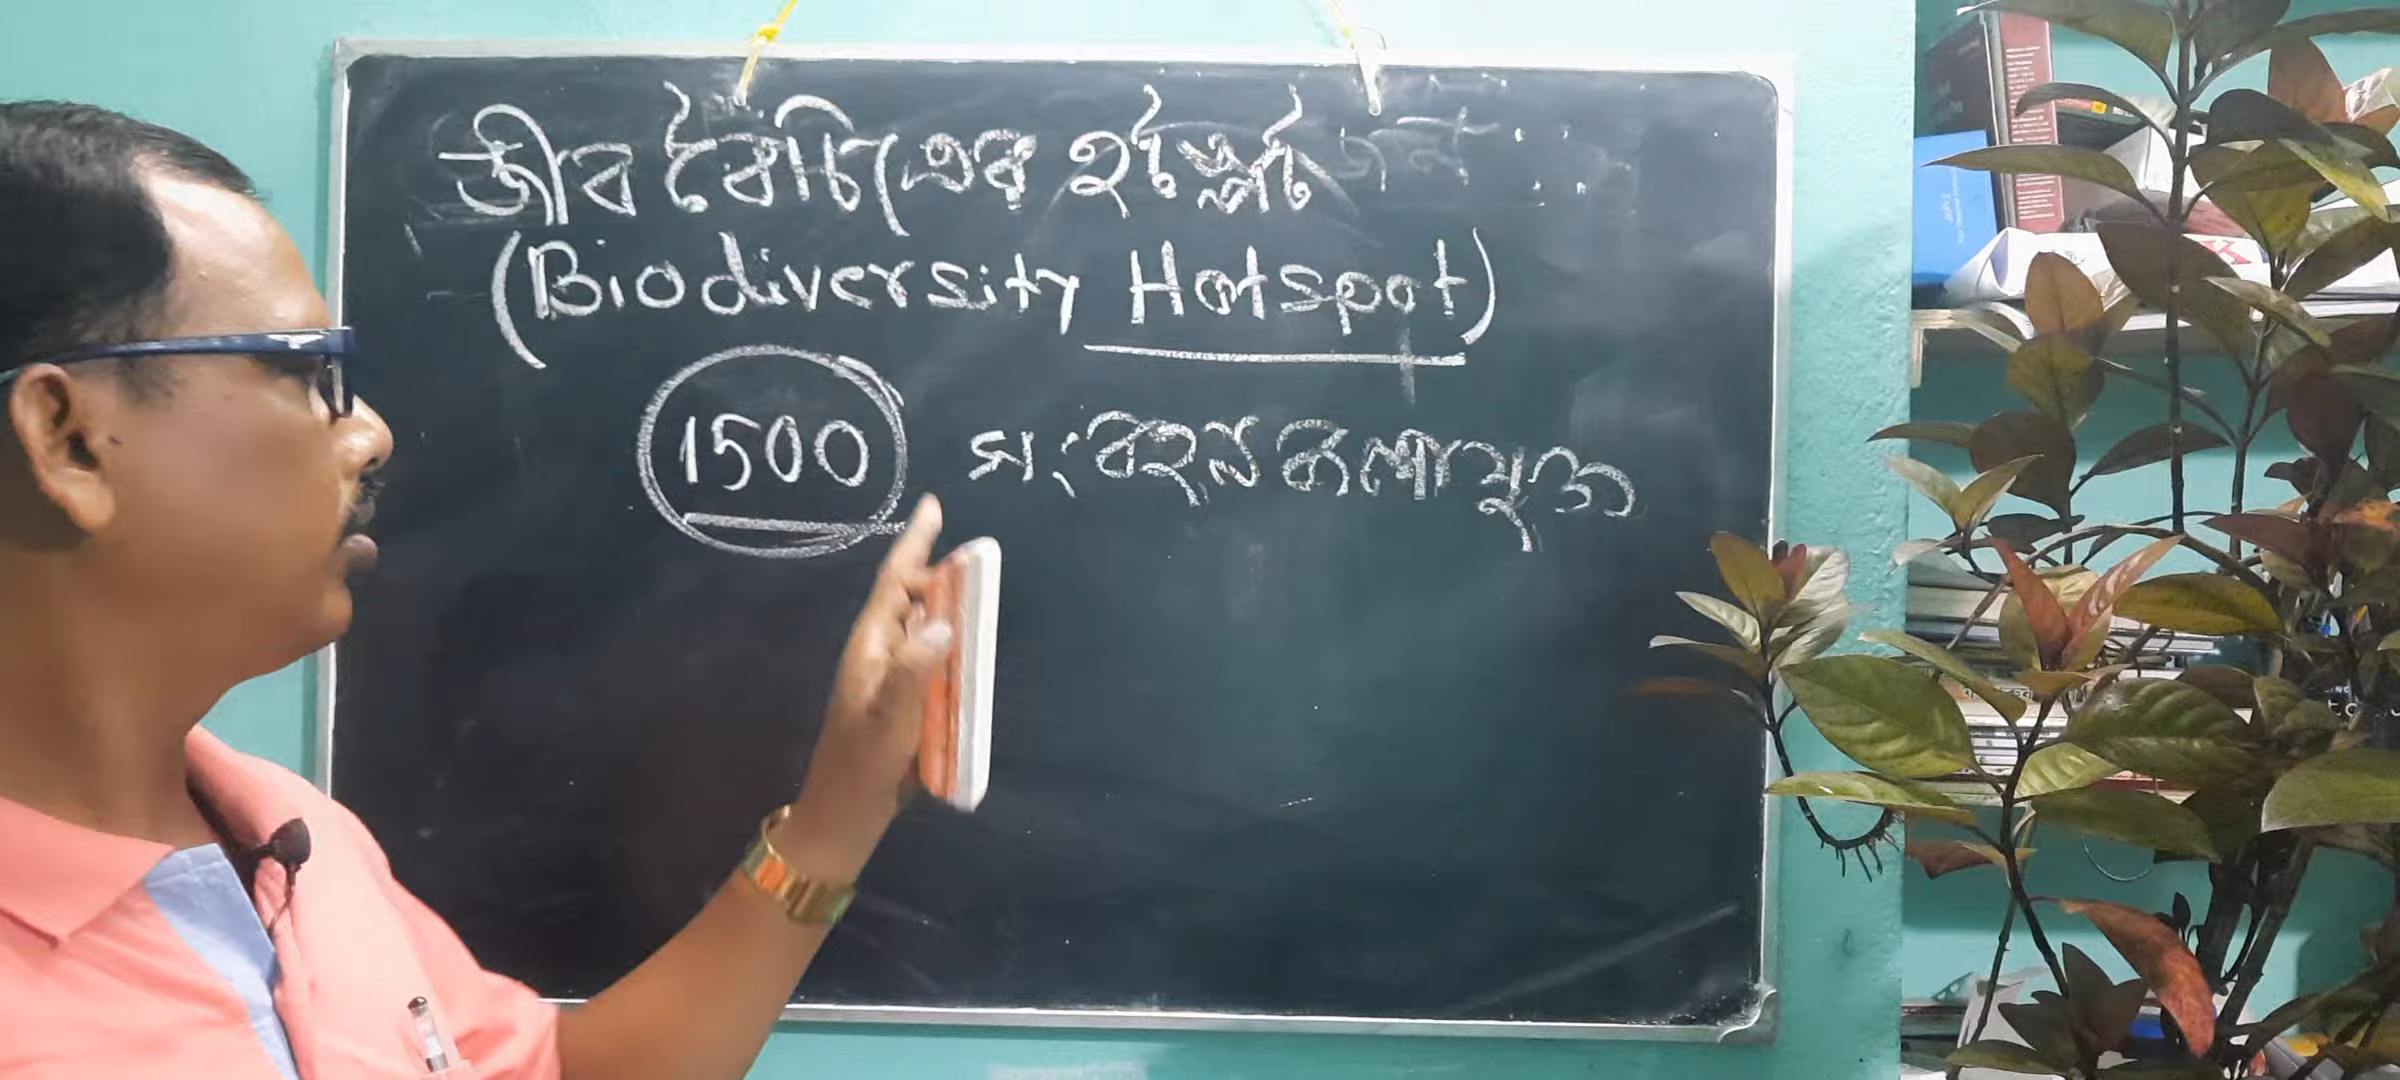 জীব বৈচিত্রের হটস্পট
(Biodiversity Hotspot)
1500 সংবহন কলাযুক্ত